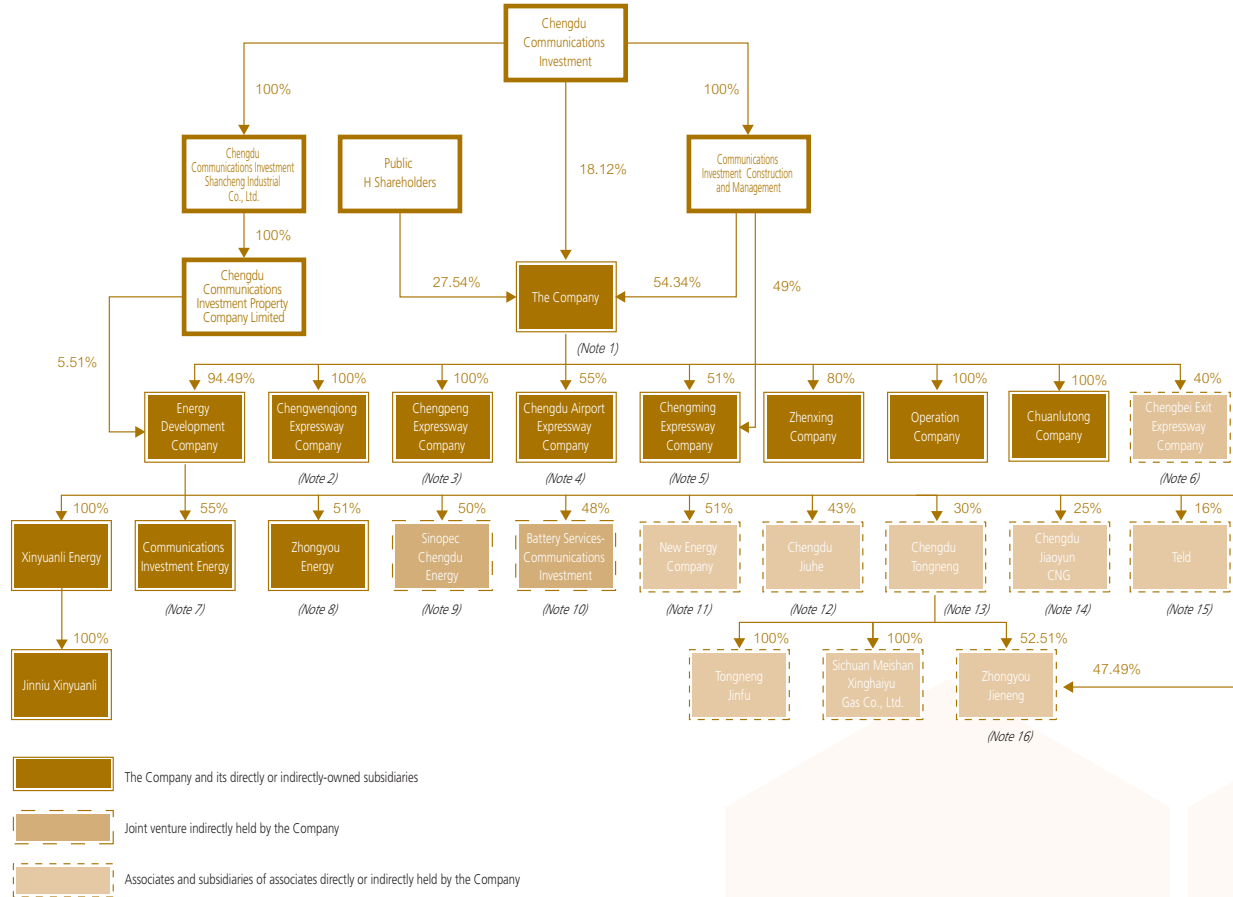 Chengdu
Communications
Investment
100%
100%
18.12%
Chengdu
Communications Investment
Shancheng Industrial
Co., Ltd.
Public
H Shareholders
Communications
Investment Construction
and Management
100%
Chengdu
Communications
Investment Property
Company Limited
27.54%
The Company
54.34%
49%
(Note 1)
5.51%
94.49%
100%
100%
55%
51%
80%
100%
100%
40%
Energy
Development
Company
Chengwenqiong
Expressway
Company
Chengpeng
Expressway
Company
Chengdu Airport
Expressway
Company
Chengming
Expressway
Company
Zhenxing
Company
Operation
Company
Chuanlutong
Company
Chengbei Exit
Expressway
Company
(Note 2)
(Note 3)
(Note 4)
(Note 5)
(Note 6)
100%
55%
51%
50%
48%
51%
43%
30%
25%
16%
Xinyuanli Energy
Communications
Investment Energy
Zhongyou
Energy
Sinopec
Chengdu
Energy
Battery Services-
Communications
Investment
New Energy
Company
Chengdu
Jiuhe
Chengdu
Tongneng
Chengdu
Jiaoyun
CNG
Teld
(Note 7)
(Note 8)
(Note 9)
(Note 10)
(Note 11)
(Note 12)
(Note 13)
(Note 14)
(Note 15)
100%
100%
100%
52.51%
Jinniu Xinyuanli
Tongneng
Jinfu
Sichuan Meishan
Xinghaiyu
Gas Co., Ltd.
Zhongyou
Jieneng
47.49%
(Note 16)
The Company and its directly or indirectly-owned subsidiaries
Joint venture indirectly held by the Company
Associates and subsidiaries of associates directly or indirectly held by the Company